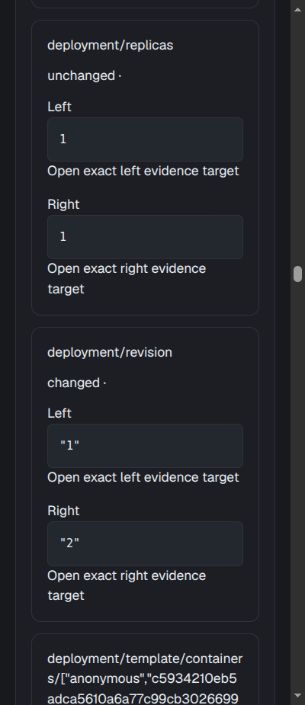 deployment/replicas
unchanged ·
Left
1
Open exact left evidence target
Right
1
Open exact right evidence
target
deployment/revision
changed ·
Left
"1"
Open exact left evidence target
Right
"2"
Open exact right evidence
target
deployment/template/container
s/["anonymous","c5934210eb5
adca5610a6a77c99cb3026699